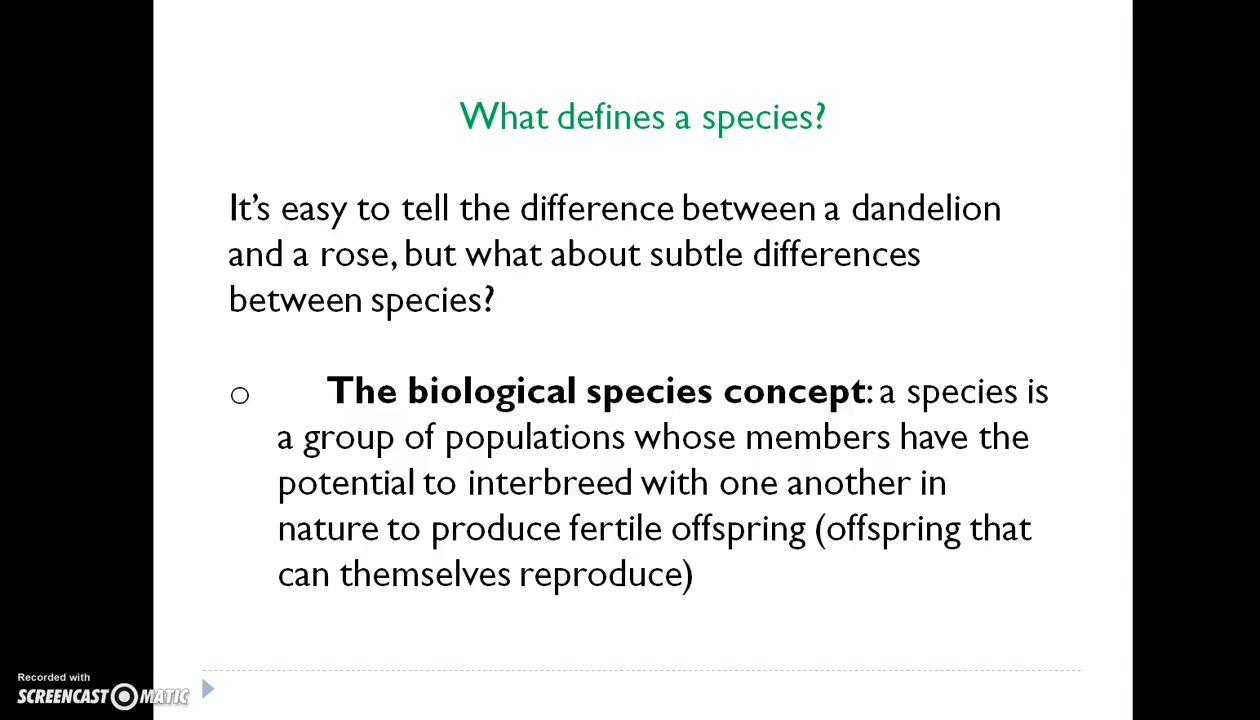 What defines a species?
It's easy to tell the difference between a dandelion
and a rose, but what about subtle differences
between species?
o The biological species concept: a species is
a group of populations whose members have the
potential to interbreed with one another in
nature to produce fertile offspring (offspring that
can themselves reproduce)
Recorded with
SCREENCAST MATIC